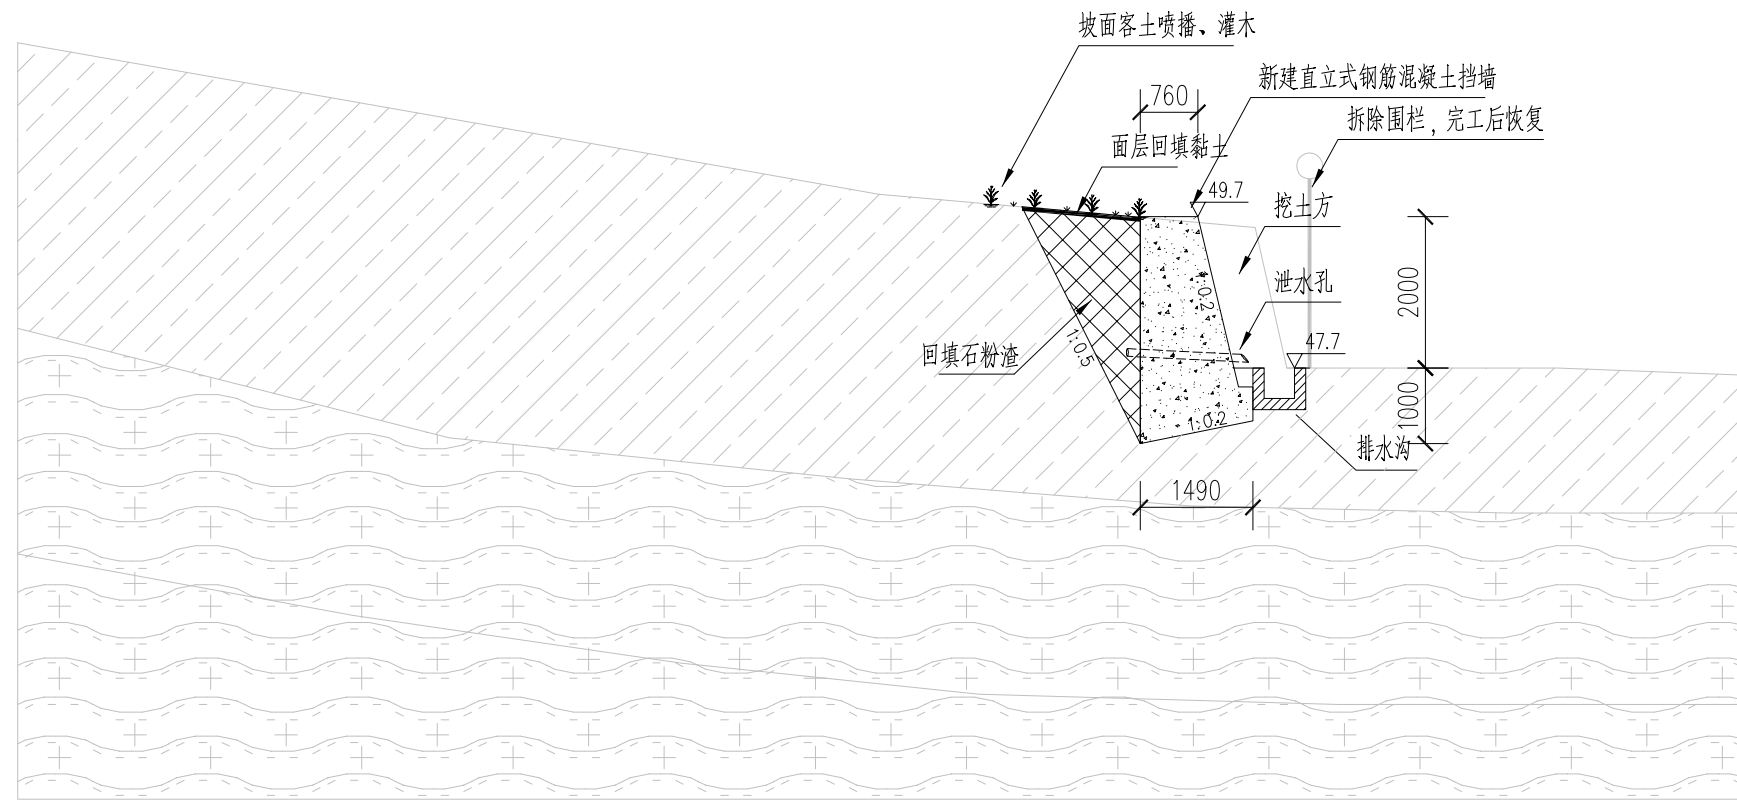 坡面客土喷播、灌木
新建直立式钢筋混凝土挡墙
760
拆除围栏，完工后恢复
面层回填黏土
49.7
挖土方
2000
泄水孔
1:0.2
47.7
回填石粉渣
1:0.5
1000
1:0.2
排水沟
1490